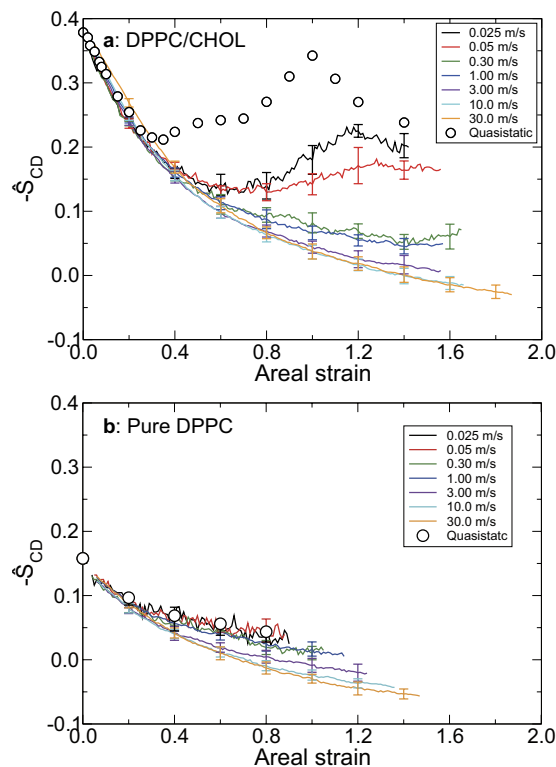 a: DPPC/CHOL
0.4
0.3
0.2
0.1
0.0
-0.1
-ŜCD
0.025 m/s
0.05 m/s
0.30 m/s
1.00 m/s
3.00 m/s
10.0 m/s
30.0 m/s
Quasistatic
0.0 0.4 0.8 1.2 1.6 2.0
Areal strain
b: Pure DPPC
0.4
0.3
0.2
0.1
0.0
-0.1
-ŜCD
0.025 m/s
0.05 m/s
0.30 m/s
1.00 m/s
3.00 m/s
10.0 m/s
30.0 m/s
Quasistatc
0.0 0.4 0.8 1.2 1.6 2.0
Areal strain